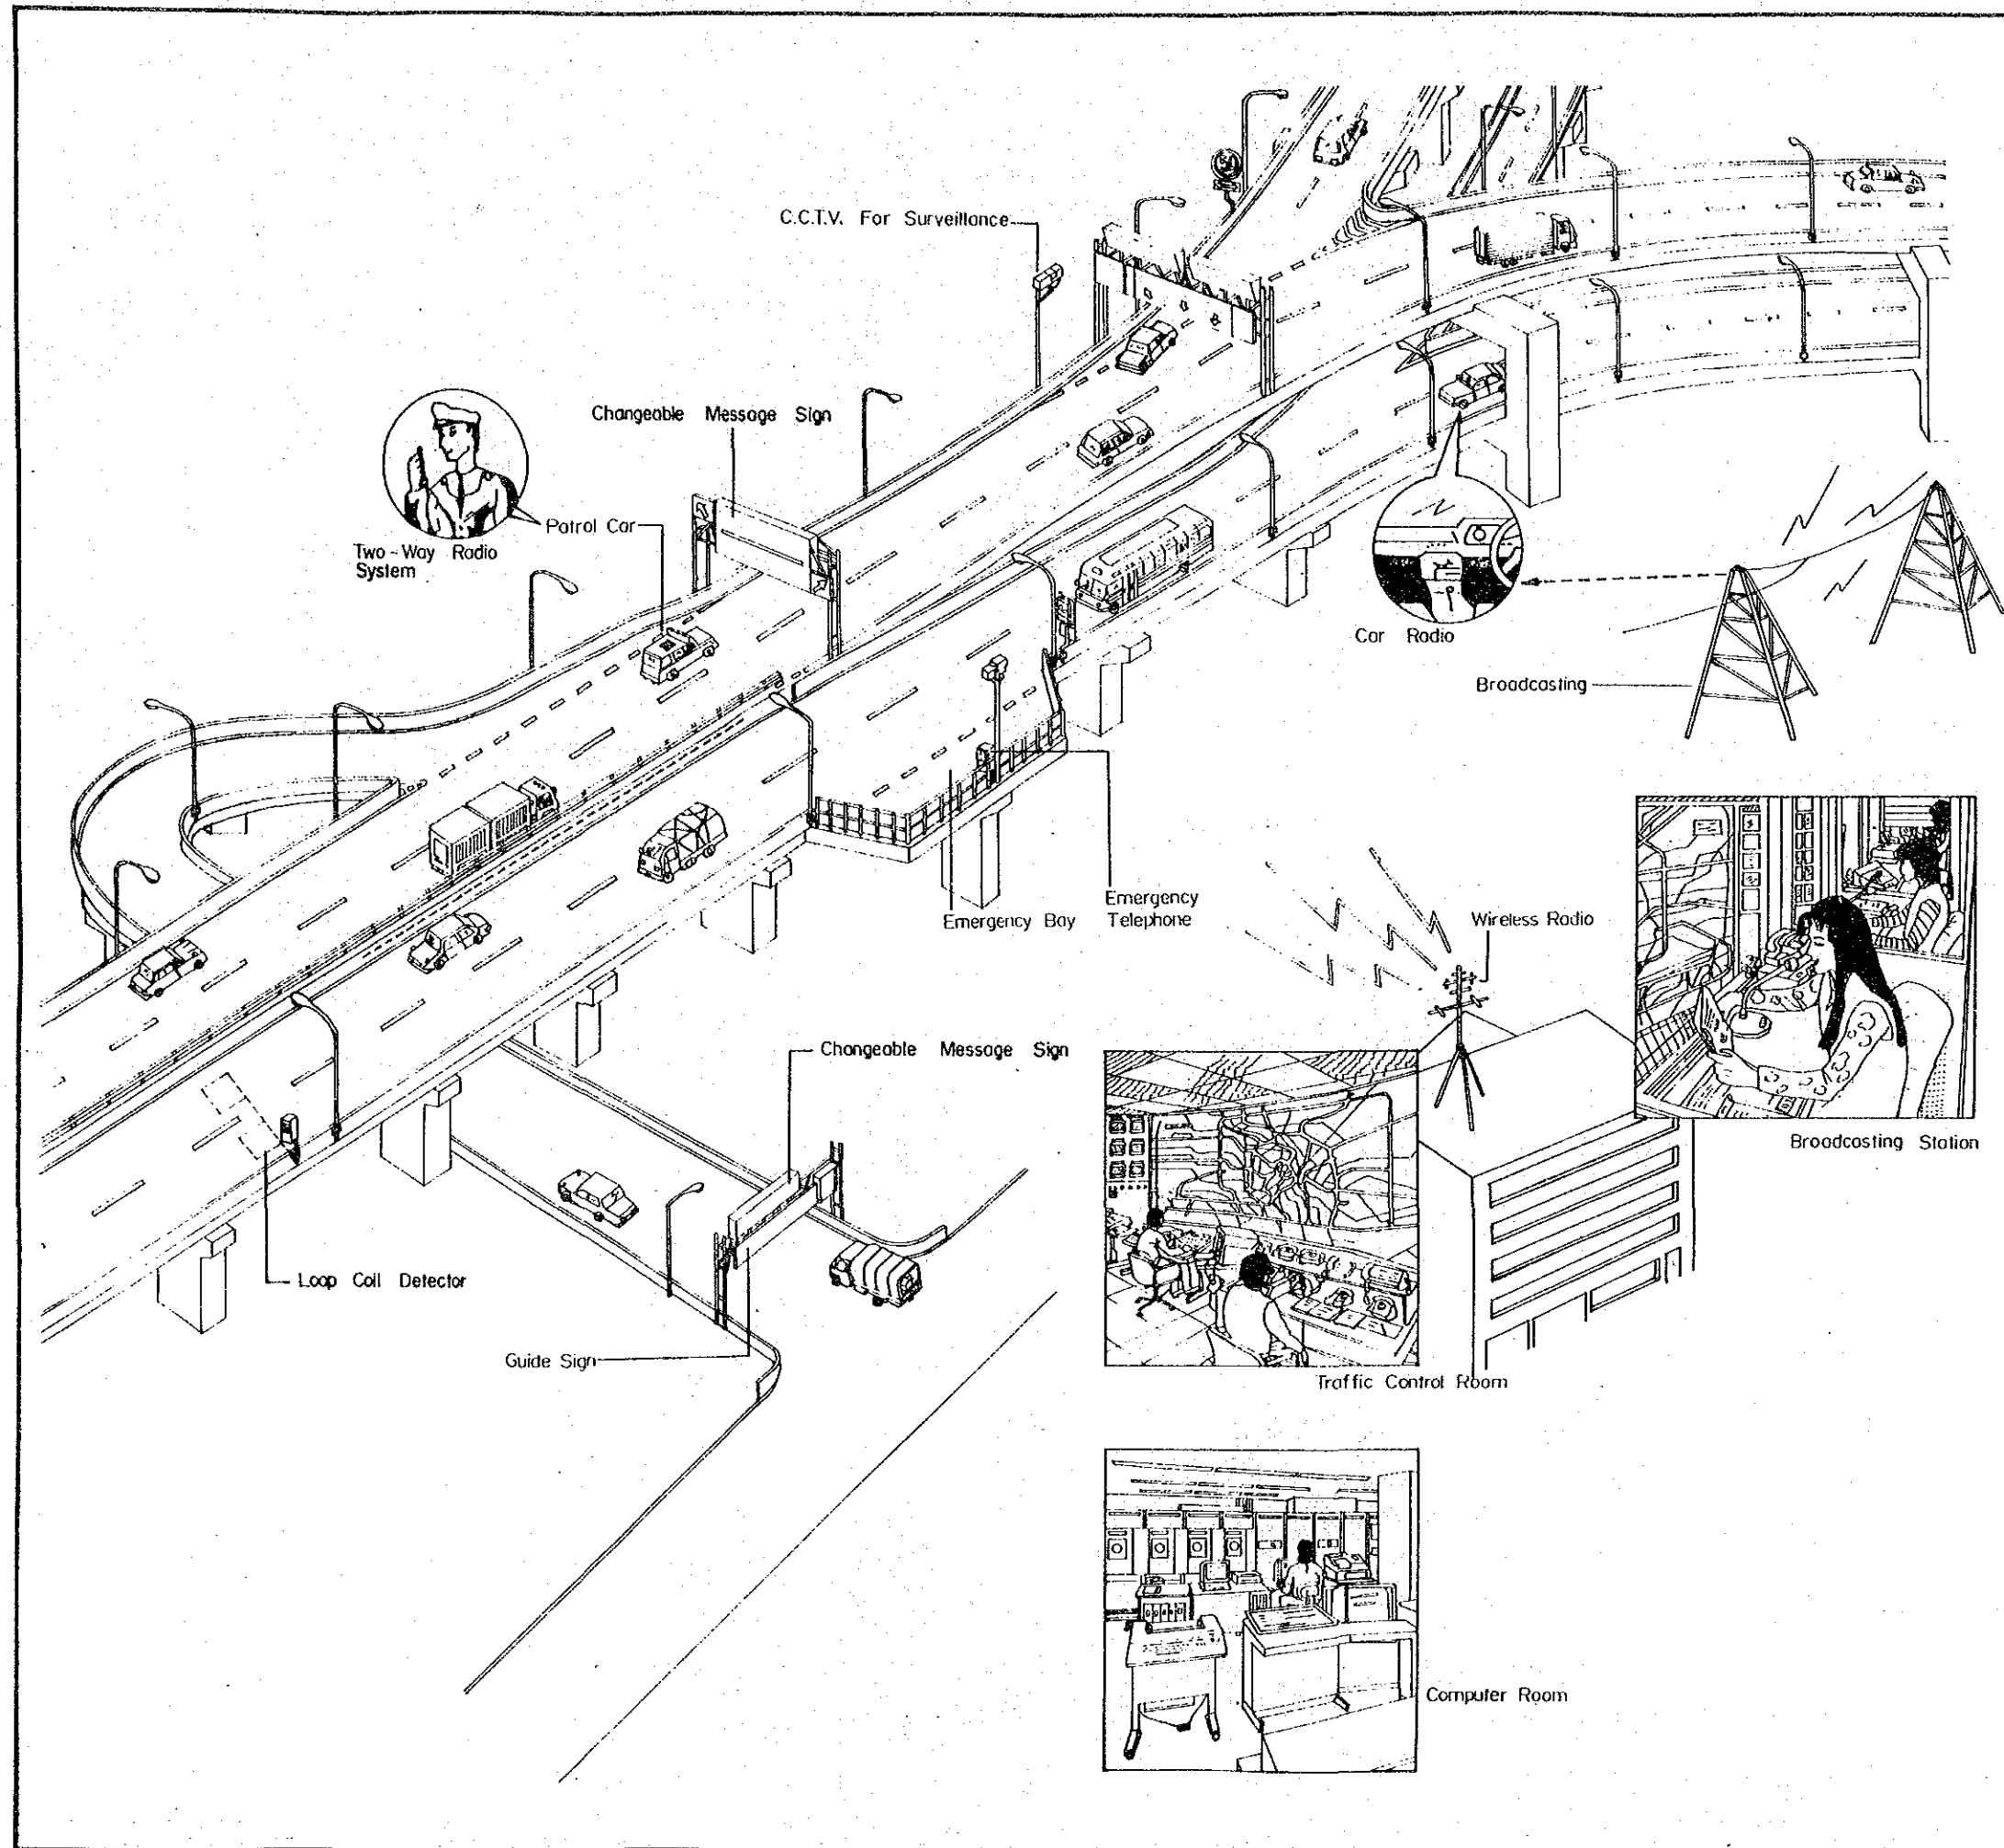 C.C.T.V. For Surveillance
Changeable Message Sign
Patrol Car
Two-Way Radio
System
Car Radio
Broadcasting
Emergency Bay
Emergency
Telephone
Wireless Radio
Changeable Message Sign
Broadcasting Station
Loop Coil Detector
Guide Sign
Traffic Control Room
Computer Room